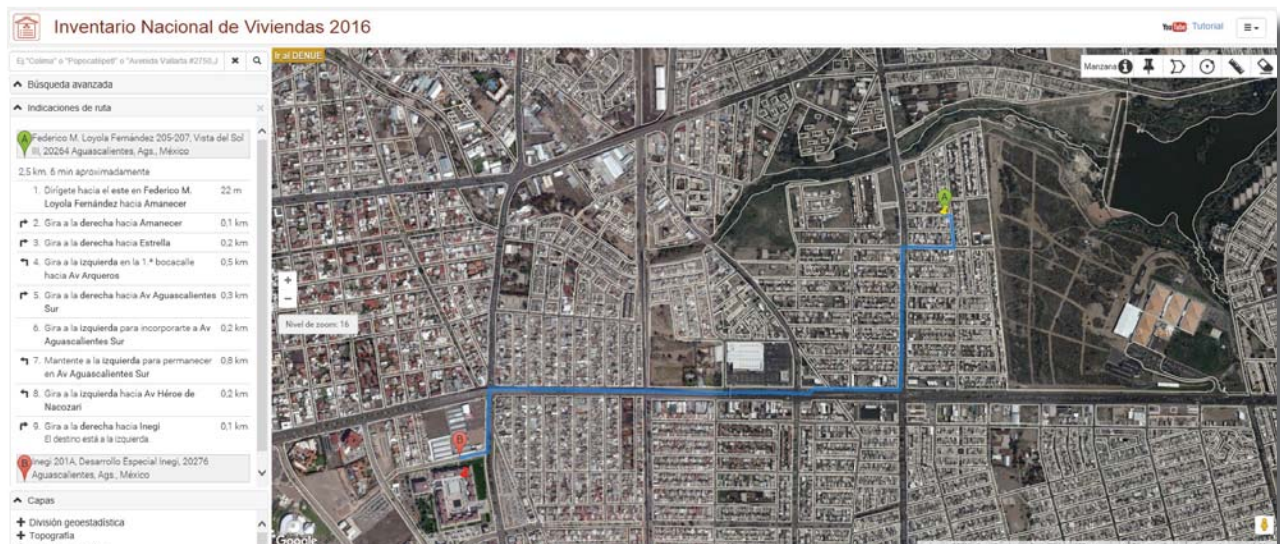 Inventario Nacional de Viviendas 2016
YouTube Tutorial
Ej "Colima" o "Popocatépetl" o "Avenida Vallarta #2755,J
Búsqueda avanzada
Indicaciones de ruta
A
Federico M. Loyola Fernández 205-207, Vista del Sol
III, 20264 Aguascalientes, Ags., México
2,5 km. 6 min aproximadamente
1. Dirígete hacia el este en Federico M. 22 m
Loyola Fernández hacia Amanecer
2. Gira a la derecha hacia Amanecer 0,1 km
3. Gira a la derecha hacia Estrella 0,2 km
4. Gira a la izquierda en la 1.ª bocacalle 0,5 km
hacia Av Arqueros
5. Gira a la derecha hacia Av Aguascalientes 0,3 km
Sur
6. Gira a la izquierda para incorporarte a Av 0,2 km
Aguascalientes Sur
7. Mantente a la izquierda para permanecer 0,8 km
en Av Aguascalientes Sur
8. Gira a la izquierda hacia Av Héroe de 0,2 km
Nacozari
9. Gira a la derecha hacia Inegi 0,1 km
El destino está a la izquierda.
B
Inegi 201A, Desarrollo Especial Inegi, 20276
Aguascalientes, Ags., México
Capas
División geoestadística
Topografía
Ir al DENUE
Manzana
A
+
−
Nivel de zoom: 16
B
Google